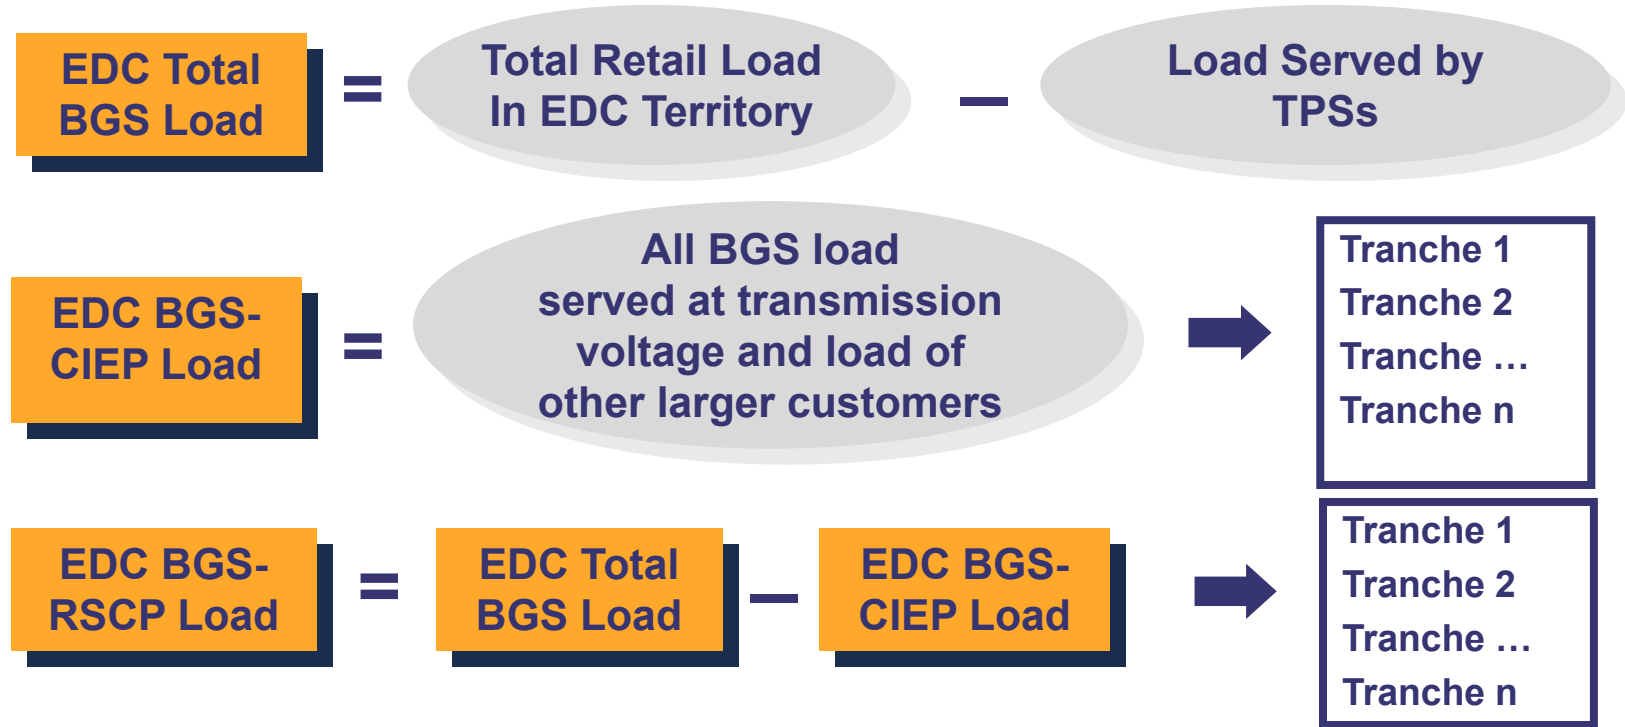 EDC Total
BGS Load
=
Total Retail Load
In EDC Territory
–
Load Served by
TPSs
EDC BGS-
CIEP Load
=
All BGS load
served at transmission
voltage and load of
other larger customers
Tranche 1
Tranche 2
Tranche …
Tranche n
EDC BGS-
RSCP Load
=
EDC Total
BGS Load
–
EDC BGS-
CIEP Load
Tranche 1
Tranche 2
Tranche …
Tranche n